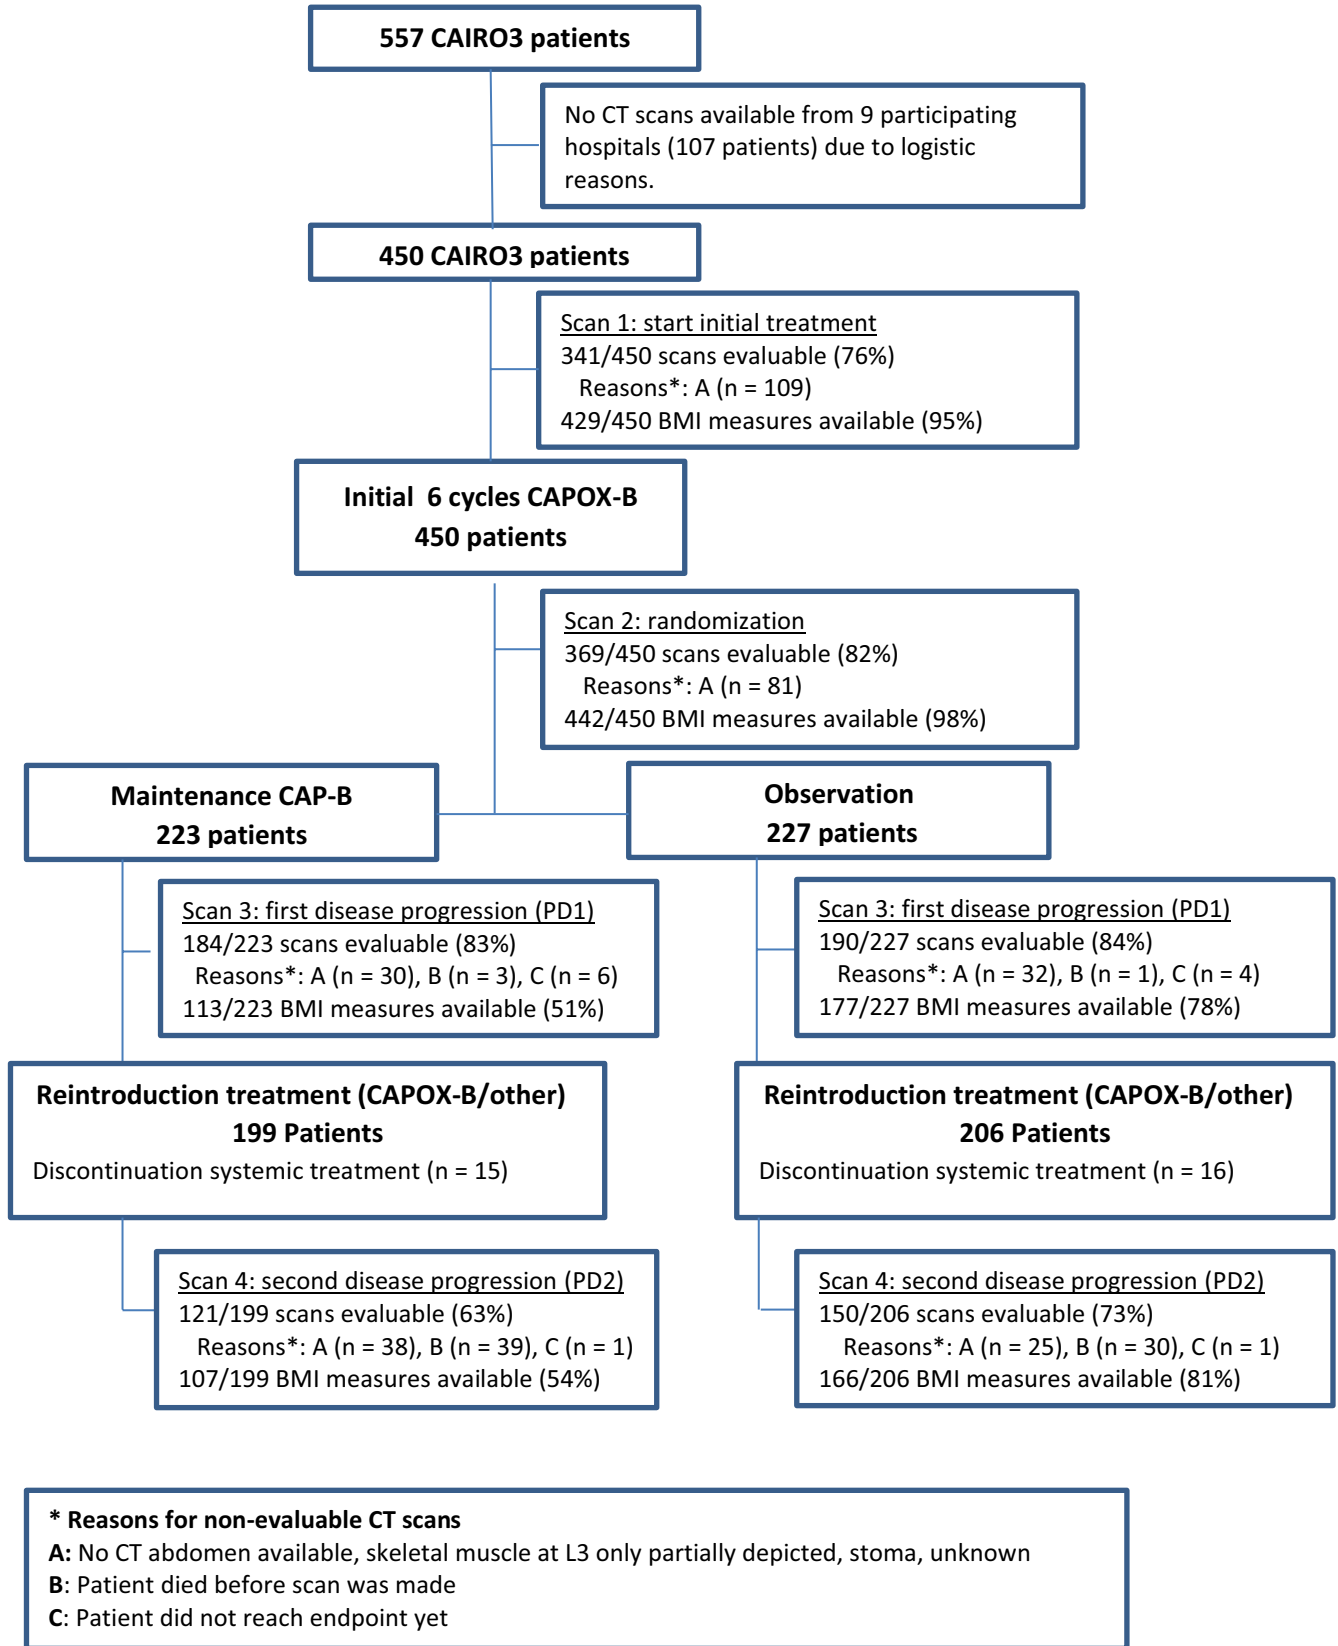 557 CAIRO3 patients
No CT scans available from 9 participating
hospitals (107 patients) due to logistic
reasons.
450 CAIRO3 patients
Scan 1: start initial treatment
341/450 scans evaluable (76%)
Reasons*: A (n = 109)
429/450 BMI measures available (95%)
Initial 6 cycles CAPOX-B
450 patients
Scan 2: randomization
369/450 scans evaluable (82%)
Reasons*: A (n = 81)
442/450 BMI measures available (98%)
Maintenance CAP-B
223 patients
Observation
227 patients
Scan 3: first disease progression (PD1)
184/223 scans evaluable (83%)
Reasons*: A (n = 30), B (n = 3), C (n = 6)
113/223 BMI measures available (51%)
Scan 3: first disease progression (PD1)
190/227 scans evaluable (84%)
Reasons*: A (n = 32), B (n = 1), C (n = 4)
177/227 BMI measures available (78%)
Reintroduction treatment (CAPOX-B/other)
199 Patients
Discontinuation systemic treatment (n = 15)
Reintroduction treatment (CAPOX-B/other)
206 Patients
Discontinuation systemic treatment (n = 16)
Scan 4: second disease progression (PD2)
121/199 scans evaluable (63%)
Reasons*: A (n = 38), B (n = 39), C (n = 1)
107/199 BMI measures available (54%)
Scan 4: second disease progression (PD2)
150/206 scans evaluable (73%)
Reasons*: A (n = 25), B (n = 30), C (n = 1)
166/206 BMI measures available (81%)
* Reasons for non-evaluable CT scans
A: No CT abdomen available, skeletal muscle at L3 only partially depicted, stoma, unknown
B: Patient died before scan was made
C: Patient did not reach endpoint yet